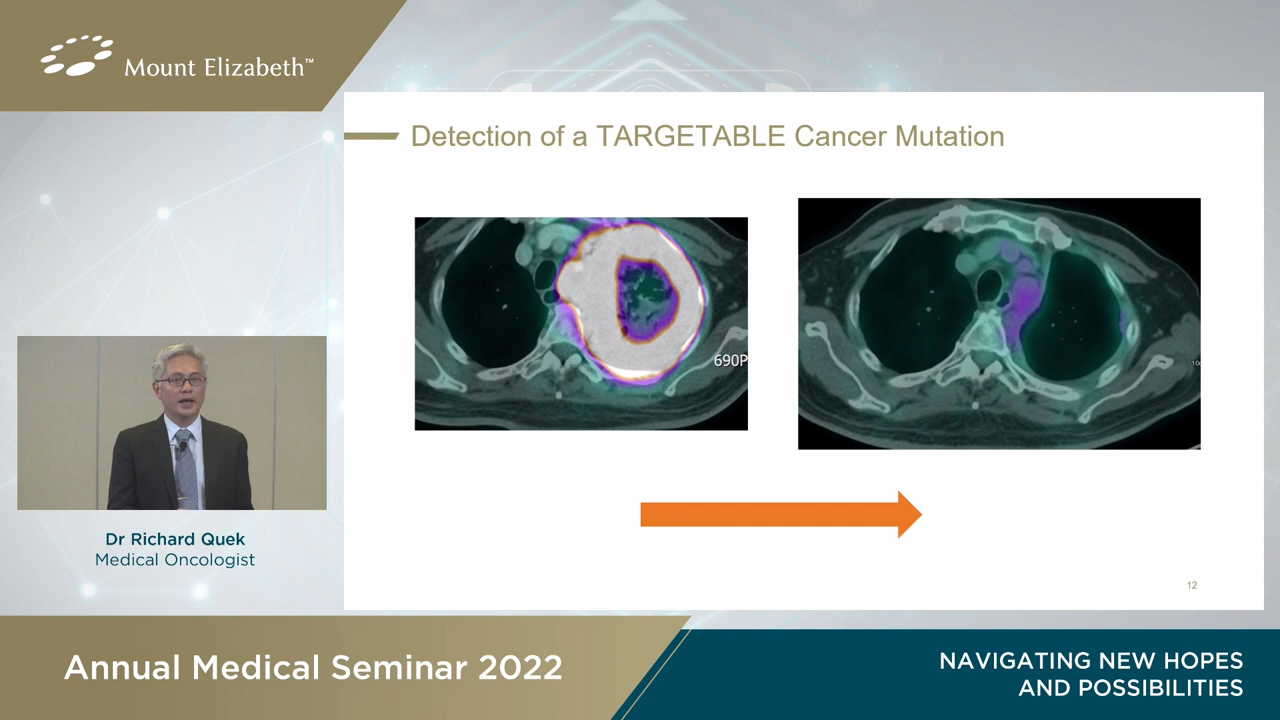 Mount Elizabeth™
Detection of a TARGETABLE Cancer Mutation
690P
Dr Richard Quek
Medical Oncologist
12
Annual Medical Seminar 2022
NAVIGATING NEW HOPES
AND POSSIBILITIES